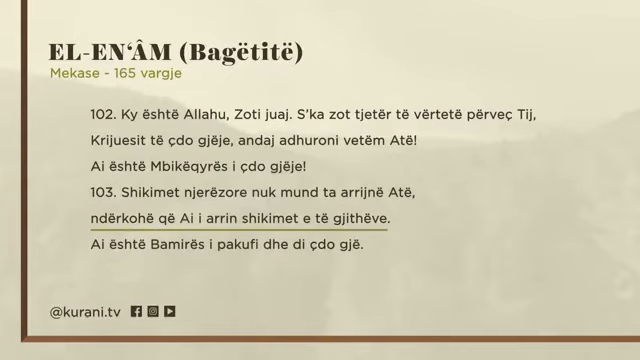 EL-EN‘ÂM (Bagëtitë)
Mekase - 165 vargje
102. Ky është Allahu, Zoti juaj. S’ka zot tjetër të vërtetë përveç Tij,
Krijuesit të çdo gjëje, andaj adhuroni vetëm Atë!
Ai është Mbikëqyrës i çdo gjëje!
103. Shikimet njerëzore nuk mund ta arrijnë Atë,
ndërkohë që Ai i arrin shikimet e të gjithëve.
Ai është Bamirës i pakufi dhe di çdo gjë.
@kurani.tv